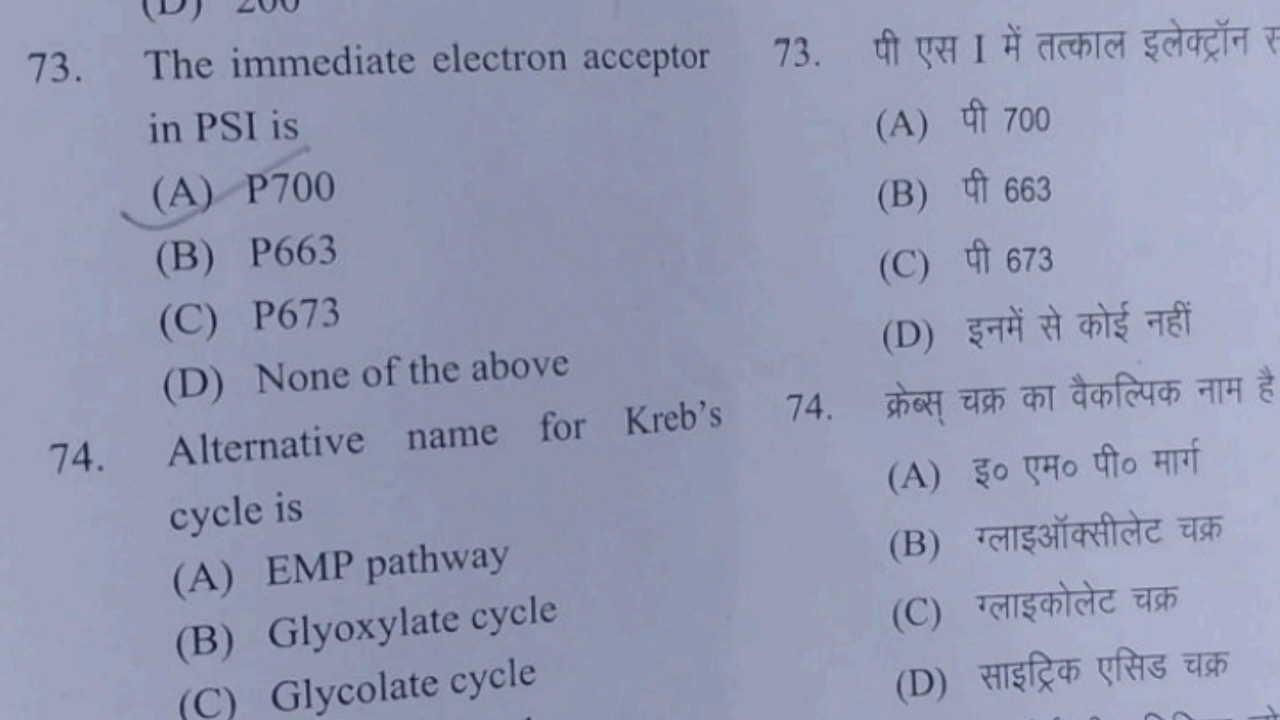 (D) 200
73. The immediate electron acceptor
in PSI is
(A) P700
(B) P663
(C) P673
(D) None of the above
74. Alternative name for Kreb's
cycle is
(A) EMP pathway
(B) Glyoxylate cycle
(C) Glycolate cycle
73. पी एस I में तत्काल इलेक्ट्रॉन
(A) पी 700
(B) पी 663
(C) पी 673
(D) इनमें से कोई नहीं
74. क्रेब्स् चक्र का वैकल्पिक नाम है
(A) इ० एम० पी० मार्ग
(B) ग्लाइऑक्सीलेट चक्र
(C) ग्लाइकोलेट चक्र
(D) साइट्रिक एसिड चक्र